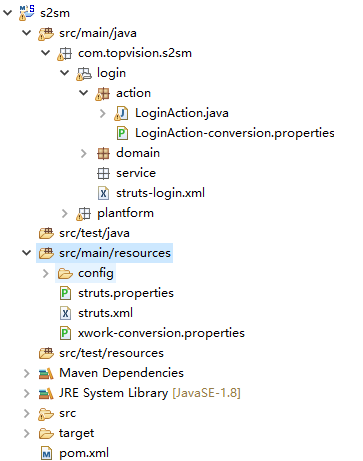 s2sm
src/main/java
com.topvision.s2sm
login
action
LoginAction.java
LoginAction-conversion.properties
domain
service
struts-login.xml
plantform
src/test/java
src/main/resources
config
struts.properties
struts.xml
xwork-conversion.properties
src/test/resources
Maven Dependencies
JRE System Library [JavaSE-1.8]
src
target
pom.xml